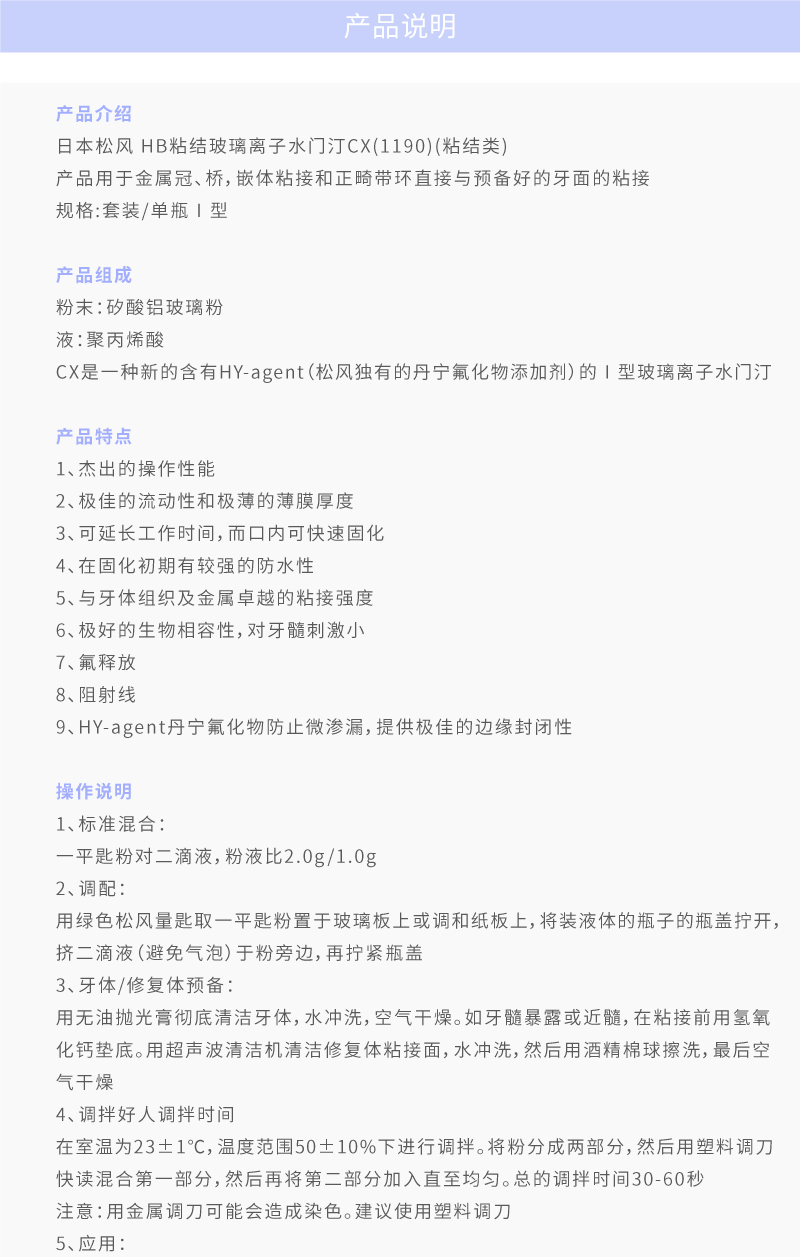 产品说明
产品介绍
日本松风 HB粘结玻璃离子水门汀CX(1190)(粘结类)
产品用于金属冠、桥，嵌体粘接和正畸带环直接与预备好的牙面的粘接
规格:套装/单瓶Ⅰ型
产品组成
粉末：矽酸铝玻璃粉
液：聚丙烯酸
CX是一种新的含有HY-agent（松风独有的丹宁氟化物添加剂）的Ⅰ型玻璃离子水门汀
产品特点
1、杰出的操作性能
2、极佳的流动性和极薄的薄膜厚度
3、可延长工作时间，而口内可快速固化
4、在固化初期有较强的防水性
5、与牙体组织及金属卓越的粘接强度
6、极好的生物相容性，对牙髓刺激小
7、氟释放
8、阻射线
9、HY-agent丹宁氟化物防止微渗漏，提供极佳的边缘封闭性
操作说明
1、标准混合：
一平匙粉对二滴液，粉液比2.0g/1.0g
2、调配：
用绿色松风量匙取一平匙粉置于玻璃板上或调和纸板上，将装液体的瓶子的瓶盖拧开，
挤二滴液（避免气泡）于粉旁边，再拧紧瓶盖
3、牙体/修复体预备：
用无油抛光膏彻底清洁牙体，水冲洗，空气干燥。如牙髓暴露或近髓，在粘接前用氢氧
化钙垫底。用超声波清洁机清洁修复体粘接面，水冲洗，然后用酒精棉球擦洗，最后空
气干燥
4、调拌好人调拌时间
在室温为23±1℃，温度范围50±10%下进行调拌。将粉分成两部分，然后用塑料调刀
快读混合第一部分，然后再将第二部分加入直至均匀。总的调拌时间30-60秒
注意：用金属调刀可能会造成染色。建议使用塑料调刀
5、应用：